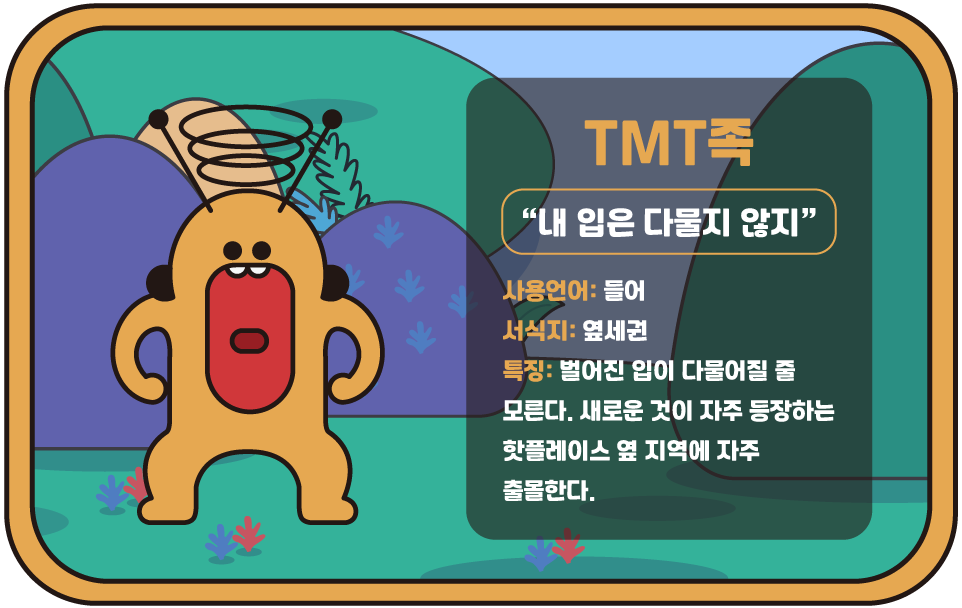 TMT족
“내 입은 다물지 않지”
사용언어: 들어
서식지: 옆세권
특징: 벌어진 입이 다물어질 줄
모른다. 새로운 것이 자주 등장하는
핫플레이스 옆 지역에 자주
출몰한다.